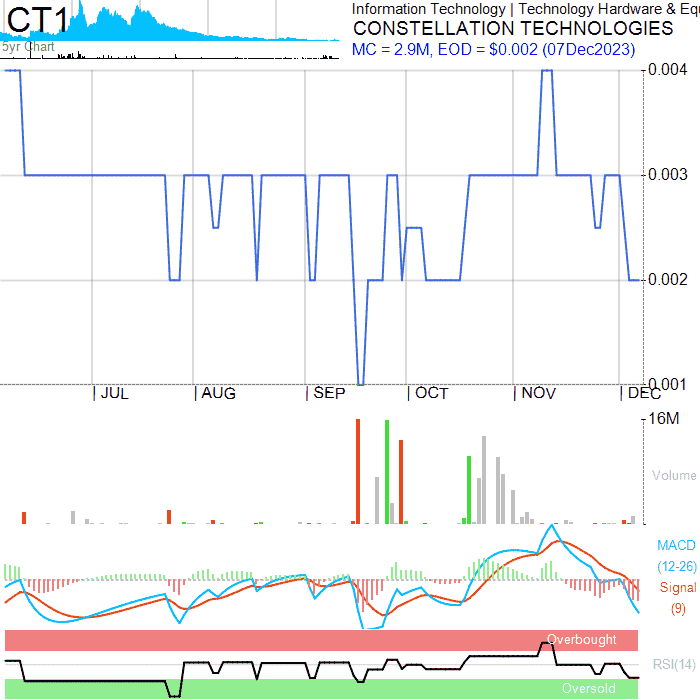 CT1
5yr Chart
Information Technology | Technology Hardware & Equ
CONSTELLATION TECHNOLOGIES
MC = 2.9M, EOD = $0.002 (07Dec2023)
0.004
0.003
0.002
0.001
JUL AUG SEP OCT NOV DEC
16M
Volume
MACD
(12-26)
Signal
(9)
Overbought
RSI(14)
Oversold